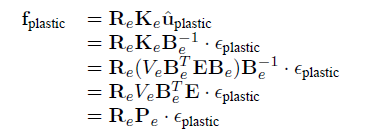 f_plastic = R_e K_e û_plastic
= R_e K_e B_e^{-1} · ϵ_plastic
= R_e (V_e B_e^T E B_e) B_e^{-1} · ϵ_plastic
= R_e V_e B_e^T E · ϵ_plastic
= R_e P_e · ϵ_plastic